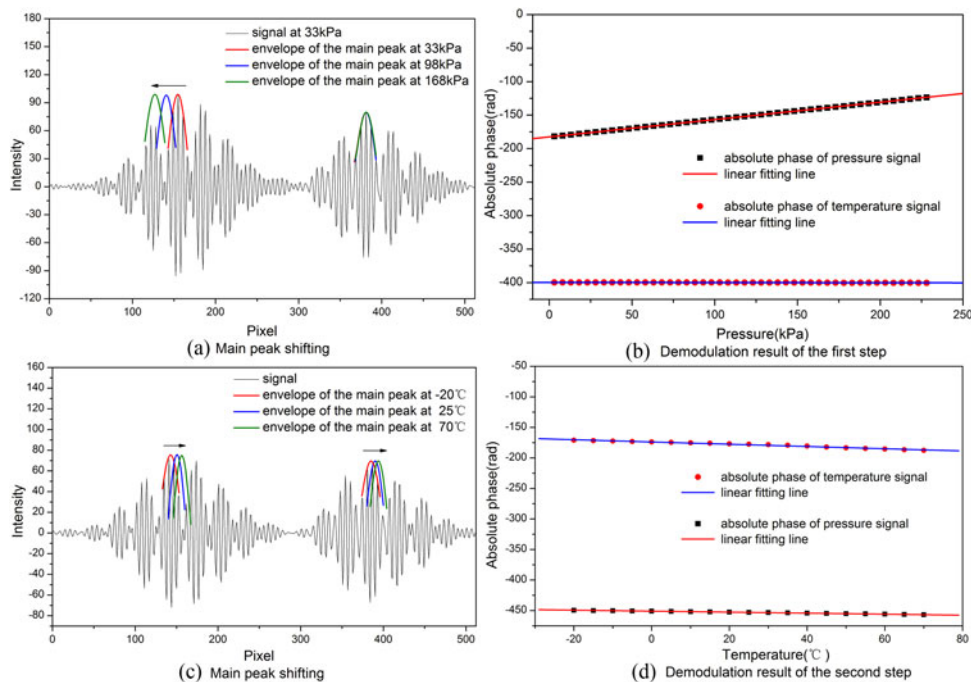 180
150
120
90
60
30
0
-30
-60
-90
-120
Intensity
signal at 33kPa
envelope of the main peak at 33kPa
envelope of the main peak at 98kPa
envelope of the main peak at 168kPa
0 100 200 300 400 500
Pixel
(a) Main peak shifting
0
-50
-100
-150
-200
-250
-300
-350
-400
Absolute phase(rad)
absolute phase of pressure signal
linear fitting line
absolute phase of temperature signal
linear fitting line
0 50 100 150 200 250
Pressure(kPa)
(b) Demodulation result of the first step
160
140
120
100
80
60
40
20
0
-20
-40
-60
-80
Intensity
signal
envelope of the main peak at -20℃
envelope of the main peak at 25℃
envelope of the main peak at 70℃
0 100 200 300 400 500
Pixel
(c) Main peak shifting
-50
-100
-150
-200
-250
-300
-350
-400
-450
Absolute phase(rad)
absolute phase of temperature signal
linear fitting line
absolute phase of pressure signal
linear fitting line
-20 0 20 40 60 80
Temperature(℃)
(d) Demodulation result of the second step